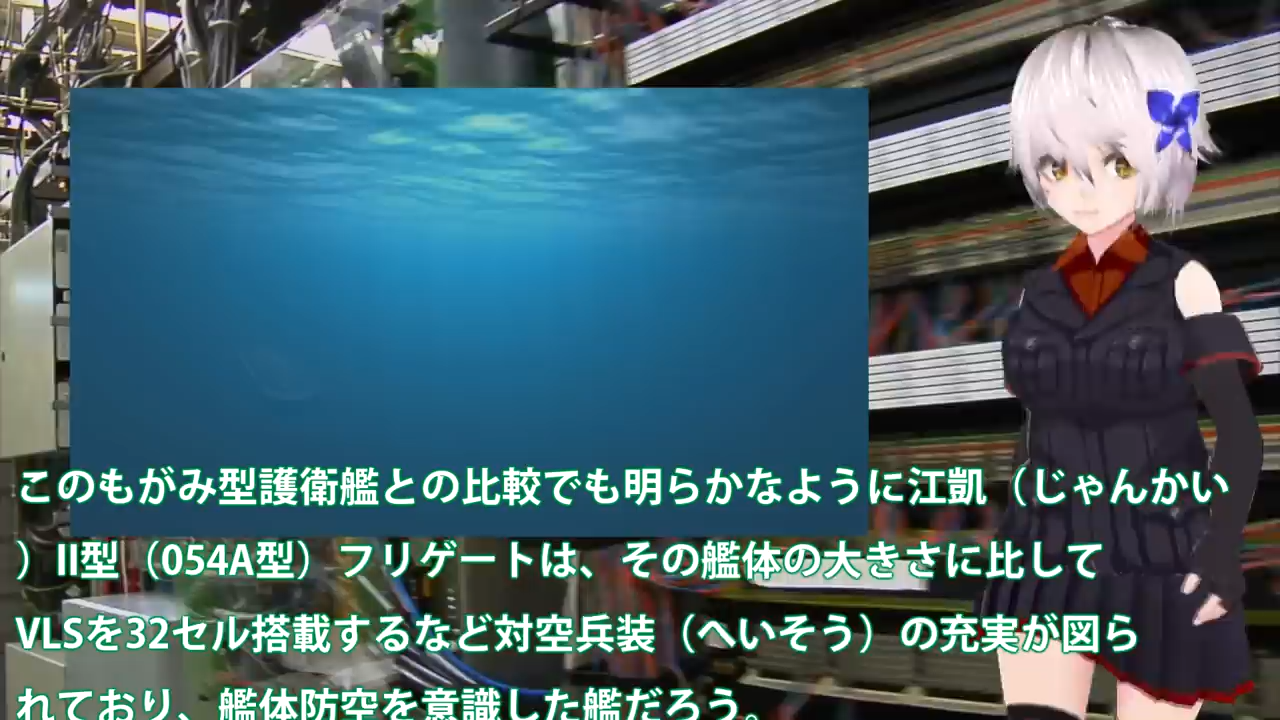 このもがみ型護衛艦との比較でも明らかなように江凱（じゃんかい
）II型（054A型）フリゲートは、その艦体の大きさに比して
VLSを32セル搭載するなど対空兵装（へいそう）の充実が図ら
れており、艦体防空を意識した艦だろう。